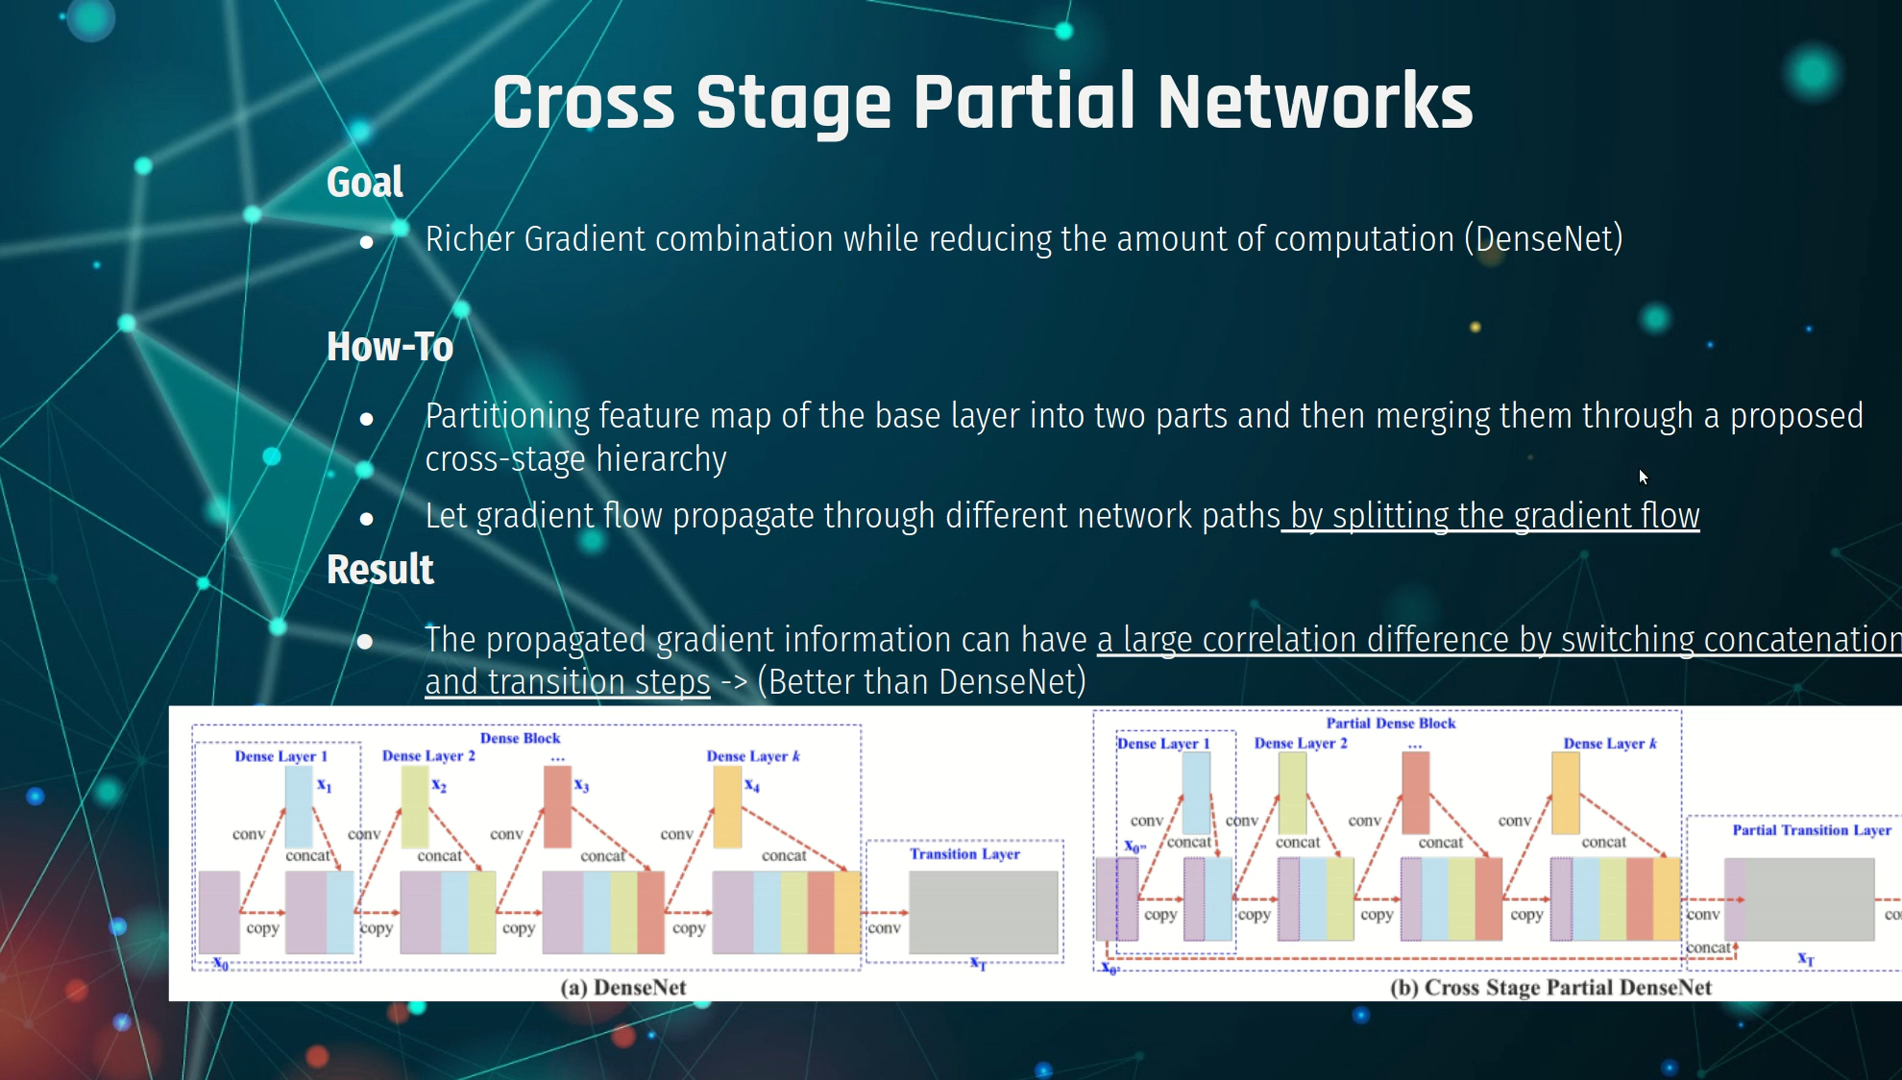 Cross Stage Partial Networks
Goal
● Richer Gradient combination while reducing the amount of computation (DenseNet)
How-To
● Partitioning feature map of the base layer into two parts and then merging them through a proposed
cross-stage hierarchy
● Let gradient flow propagate through different network paths by splitting the gradient flow
Result
● The propagated gradient information can have a large correlation difference by switching concatenation
and transition steps -> (Better than DenseNet)
Dense Block
Dense Layer 1 Dense Layer 2 ... Dense Layer k
x1 x2 x3 x4
conv conv conv conv
concat concat concat concat
Transition Layer
copy copy copy copy conv
x0 xT
(a) DenseNet
Partial Dense Block
Dense Layer 1 Dense Layer 2 ... Dense Layer k
conv conv conv conv
Partial Transition Layer
x0'' concat concat concat concat
copy copy copy copy conv
concat
x0' xT
(b) Cross Stage Partial DenseNet